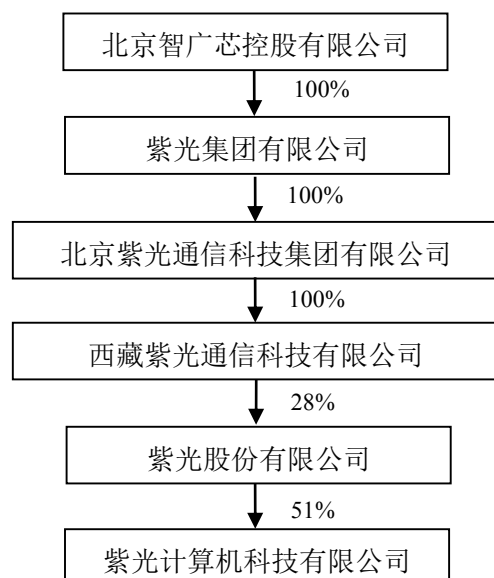 北京智广芯控股有限公司
100%
紫光集团有限公司
100%
北京紫光通信科技集团有限公司
100%
西藏紫光通信科技有限公司
28%
紫光股份有限公司
51%
紫光计算机科技有限公司